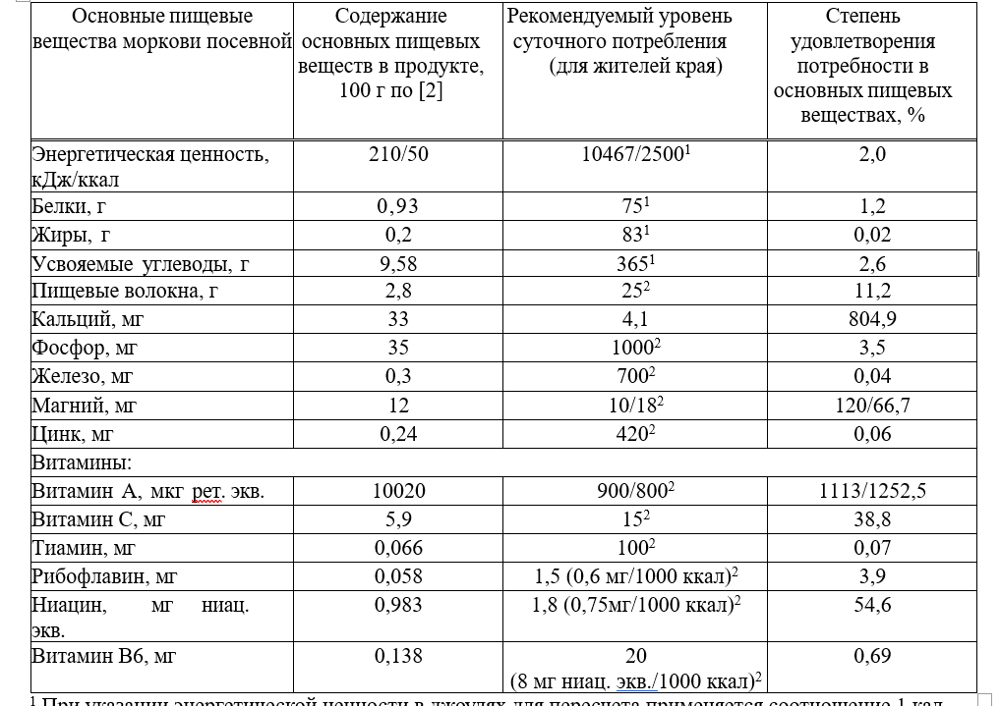 Основные пищевые вещества моркови посевной | Содержание основных пищевых веществ в продукте, 100 г по [2] | Рекомендуемый уровень суточного потребления (для жителей края) | Степень удовлетворения потребности в основных пищевых веществах, %
Энергетическая ценность, кДж/ккал | 210/50 | 10467/2500¹ | 2,0
Белки, г | 0,93 | 75¹ | 1,2
Жиры, г | 0,2 | 83¹ | 0,02
Усвояемые углеводы, г | 9,58 | 365¹ | 2,6
Пищевые волокна, г | 2,8 | 25² | 11,2
Кальций, мг | 33 | 4,1 | 804,9
Фосфор, мг | 35 | 1000² | 3,5
Железо, мг | 0,3 | 700² | 0,04
Магний, мг | 12 | 10/18² | 120/66,7
Цинк, мг | 0,24 | 420² | 0,06
Витамины:
Витамин А, мкг рет. экв. | 10020 | 900/800² | 1113/1252,5
Витамин С, мг | 5,9 | 15² | 38,8
Тиамин, мг | 0,066 | 100² | 0,07
Рибофлавин, мг | 0,058 | 1,5 (0,6 мг/1000 ккал)² | 3,9
Ниацин, мг ниац. экв. | 0,983 | 1,8 (0,75мг/1000 ккал)² | 54,6
Витамин В6, мг | 0,138 | 20 (8 мг ниац. экв./1000 ккал)² | 0,69
¹ При указании энергетической ценности в джоулях для пересчета применяется соотношение 1 кал